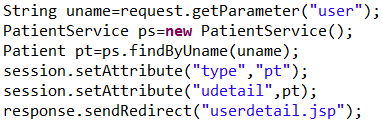 String uname=request.getParameter("user");
PatientService ps=new PatientService();
Patient pt=ps.findByUname(uname);
session.setAttribute("type","pt");
session.setAttribute("udetail",pt);
response.sendRedirect("userdetail.jsp");